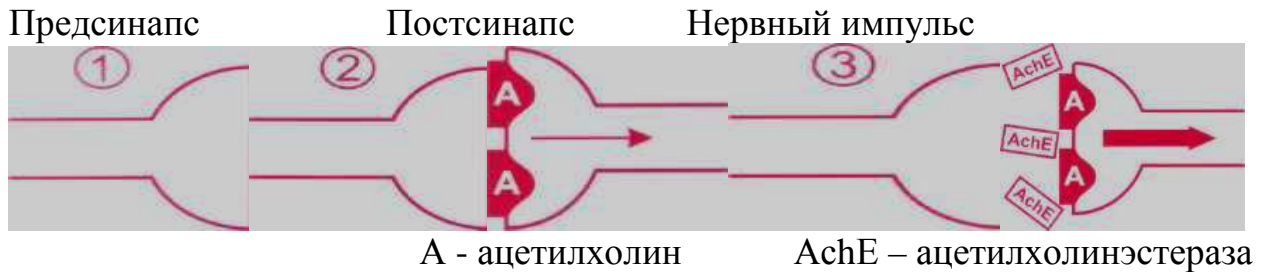 Предсинапс Постсинапс Нервный импульс
1 2 3
A A A A
AchE
AchE
AchE
А - ацетилхолин AchE – ацетилхолинэстераза